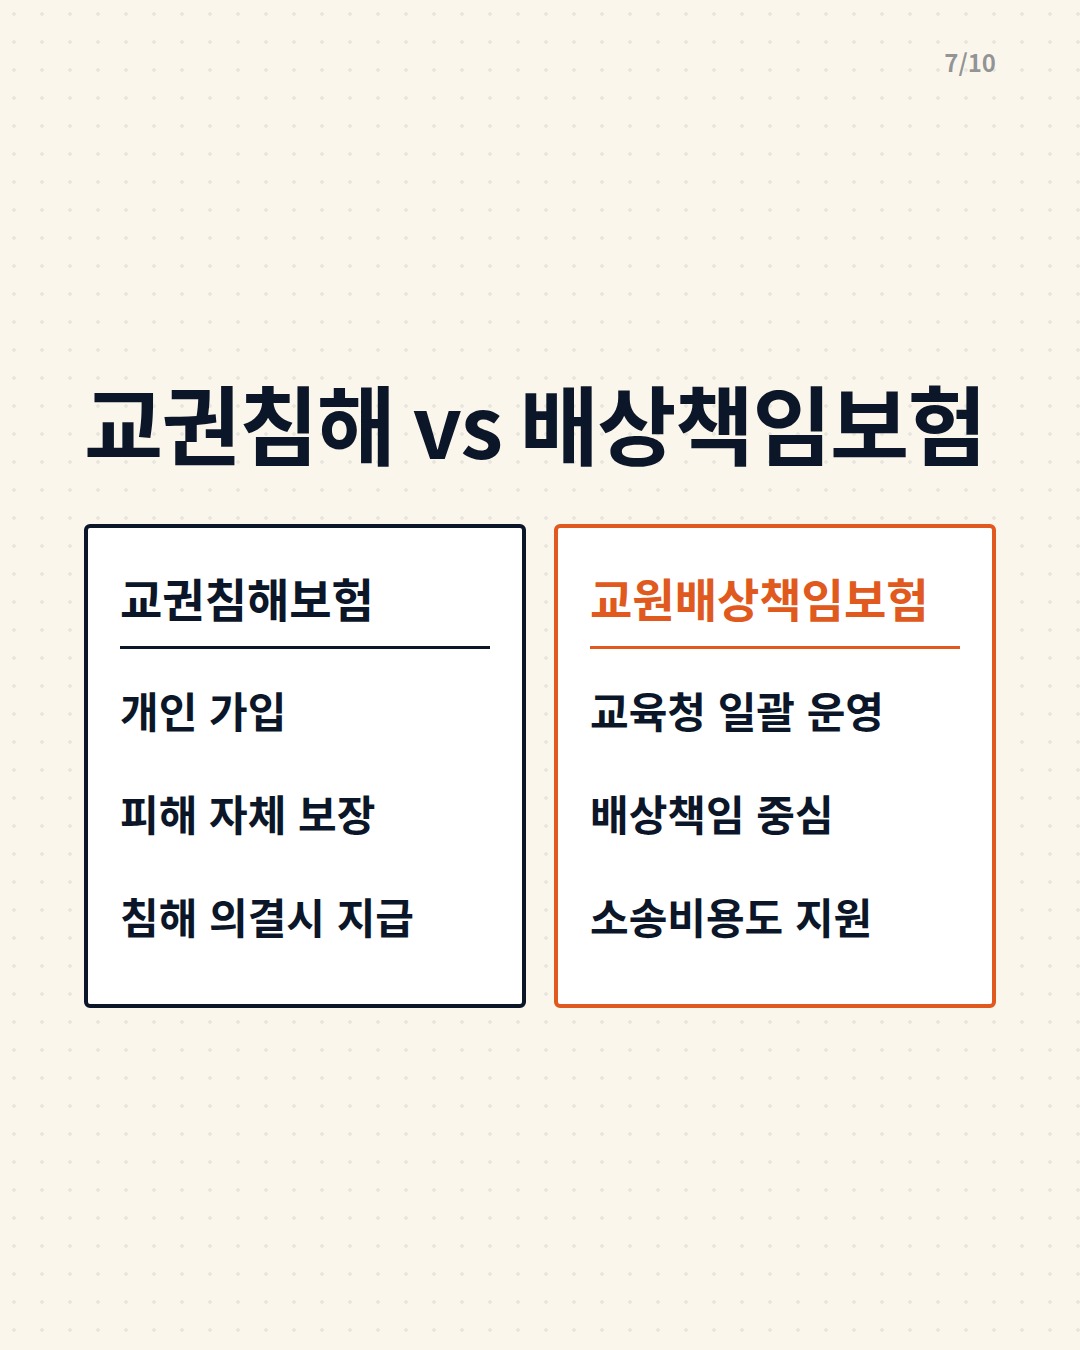 7/10
교권침해 vs 배상책임보험
교권침해보험
개인 가입
피해 자체 보장
침해 의결시 지급
교원배상책임보험
교육청 일괄 운영
배상책임 중심
소송비용도 지원